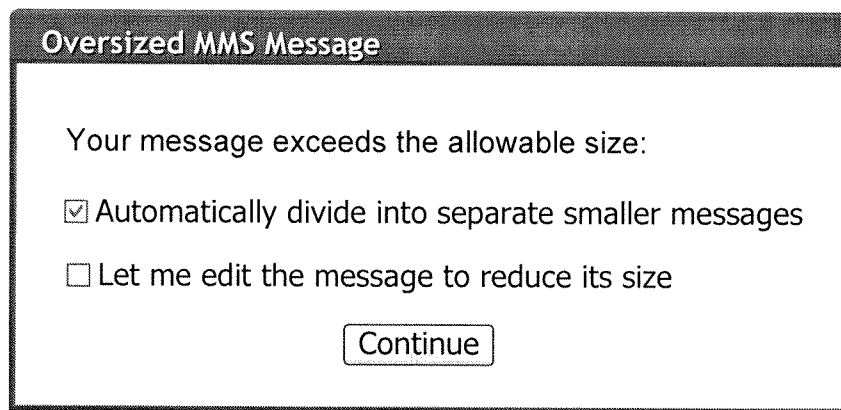 Oversized MMS Message
Your message exceeds the allowable size:
Automatically divide into separate smaller messages
Let me edit the message to reduce its size
Continue